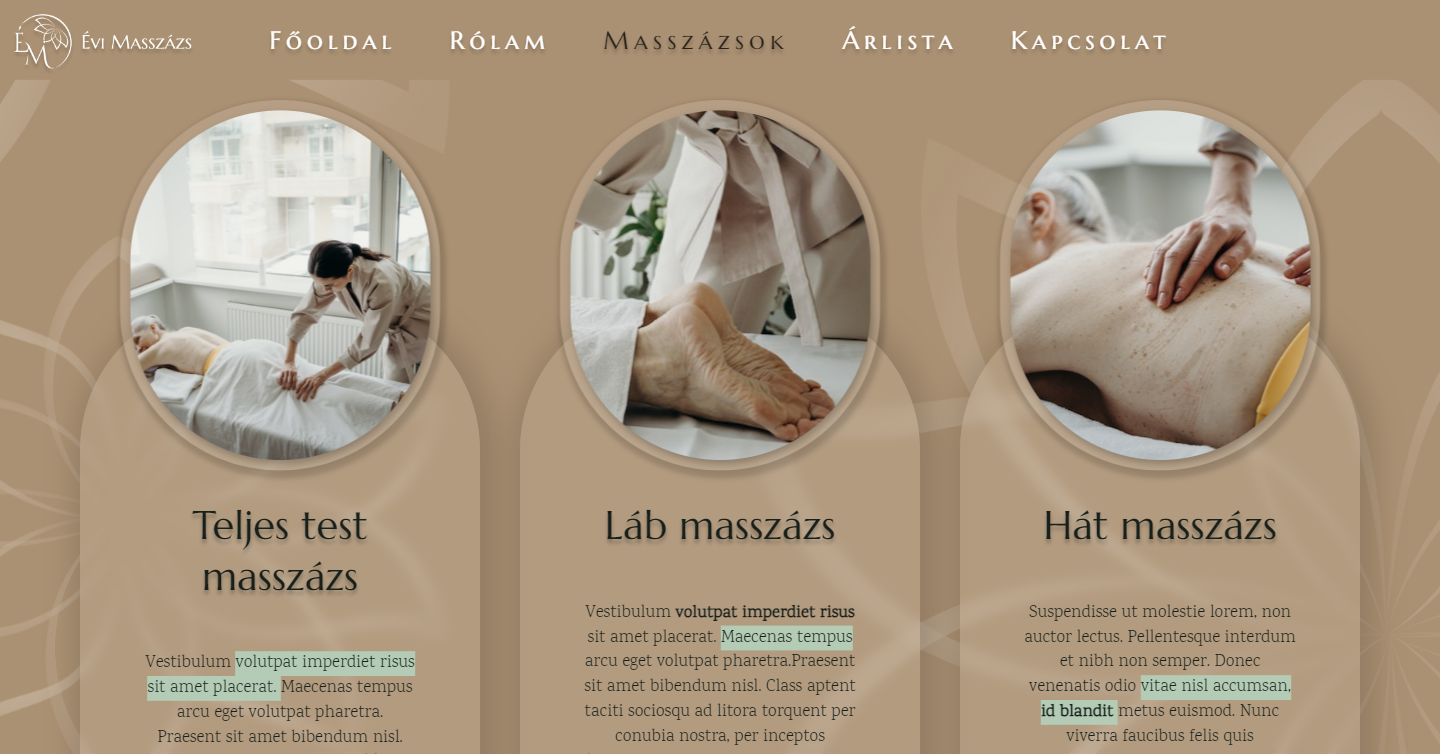 ÉM Évi Masszázs
Főoldal
Rólam
Masszázsok
Árlista
Kapcsolat
Teljes test
masszázs
Vestibulum volutpat imperdiet risus
sit amet placerat. Maecenas tempus
arcu eget volutpat pharetra.
Praesent sit amet bibendum nisl.
Láb masszázs
Vestibulum volutpat imperdiet risus
sit amet placerat. Maecenas tempus
arcu eget volutpat pharetra.Praesent
sit amet bibendum nisl. Class aptent
taciti sociosqu ad litora torquent per
conubia nostra, per inceptos
Hát masszázs
Suspendisse ut molestie lorem, non
auctor lectus. Pellentesque interdum
et nibh non semper. Donec
venenatis odio vitae nisl accumsan,
id blandit metus euismod. Nunc
viverra faucibus felis quis